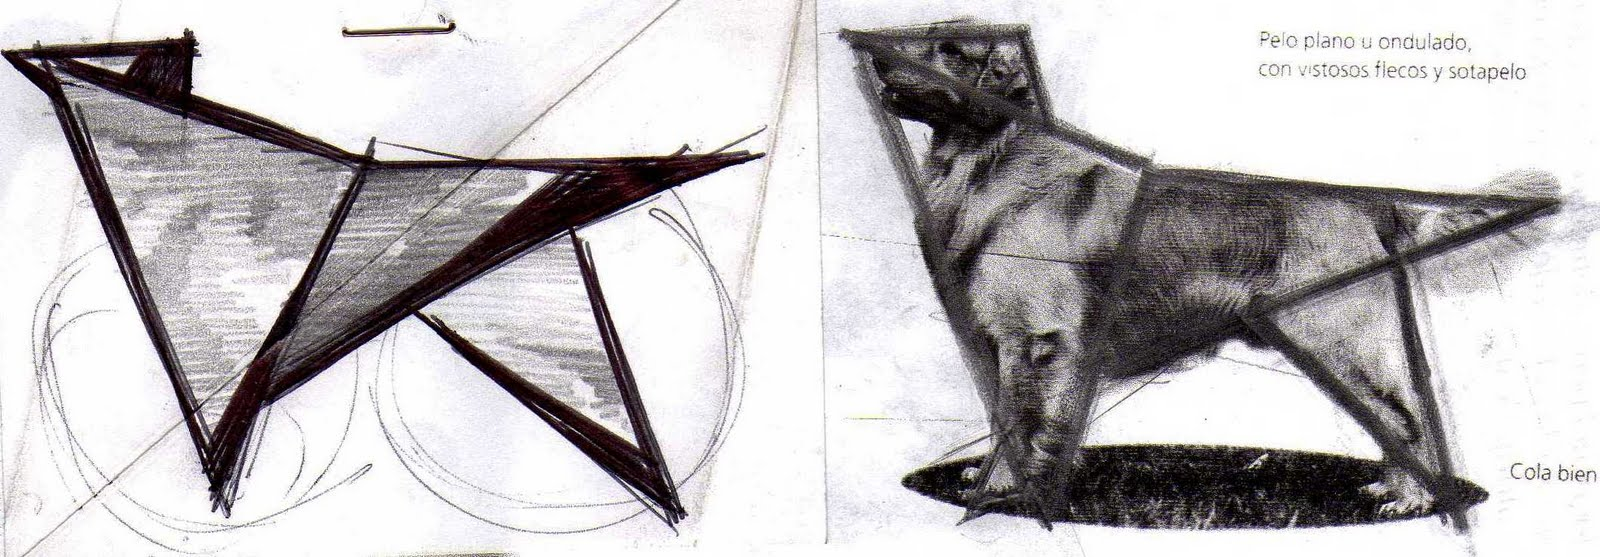 Pelo plano u ondulado,
con vistosos flecos y sotapelo
Cola bien